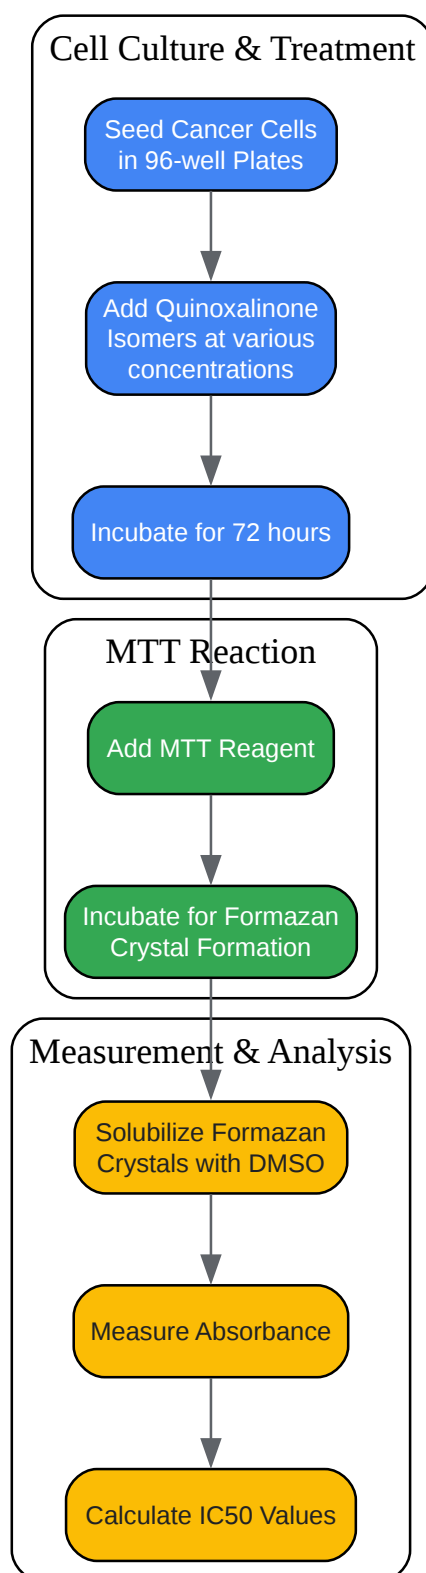 Cell Culture & Treatment
Seed Cancer Cells
in 96-well Plates
Add Quinoxalinone
Isomers at various
concentrations
Incubate for 72 hours
MTT Reaction
Add MTT Reagent
Incubate for Formazan
Crystal Formation
Measurement & Analysis
Solubilize Formazan
Crystals with DMSO
Measure Absorbance
Calculate IC50 Values